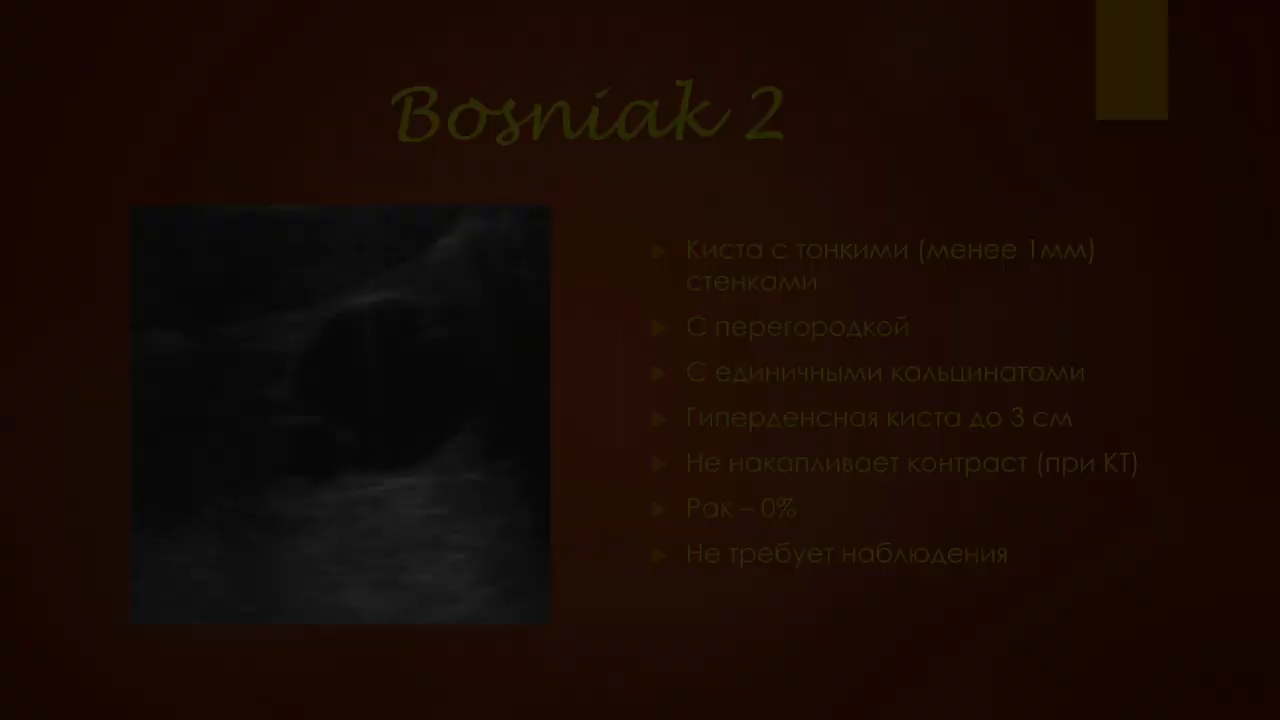 Bosniak 2
Киста с тонкими (менее 1мм)
стенками
С перегородкой
С единичными кальцинатами
Гиперденсная киста до 3 см
Не накапливает контраст (при КТ)
Рак – 0%
Не требует наблюдения